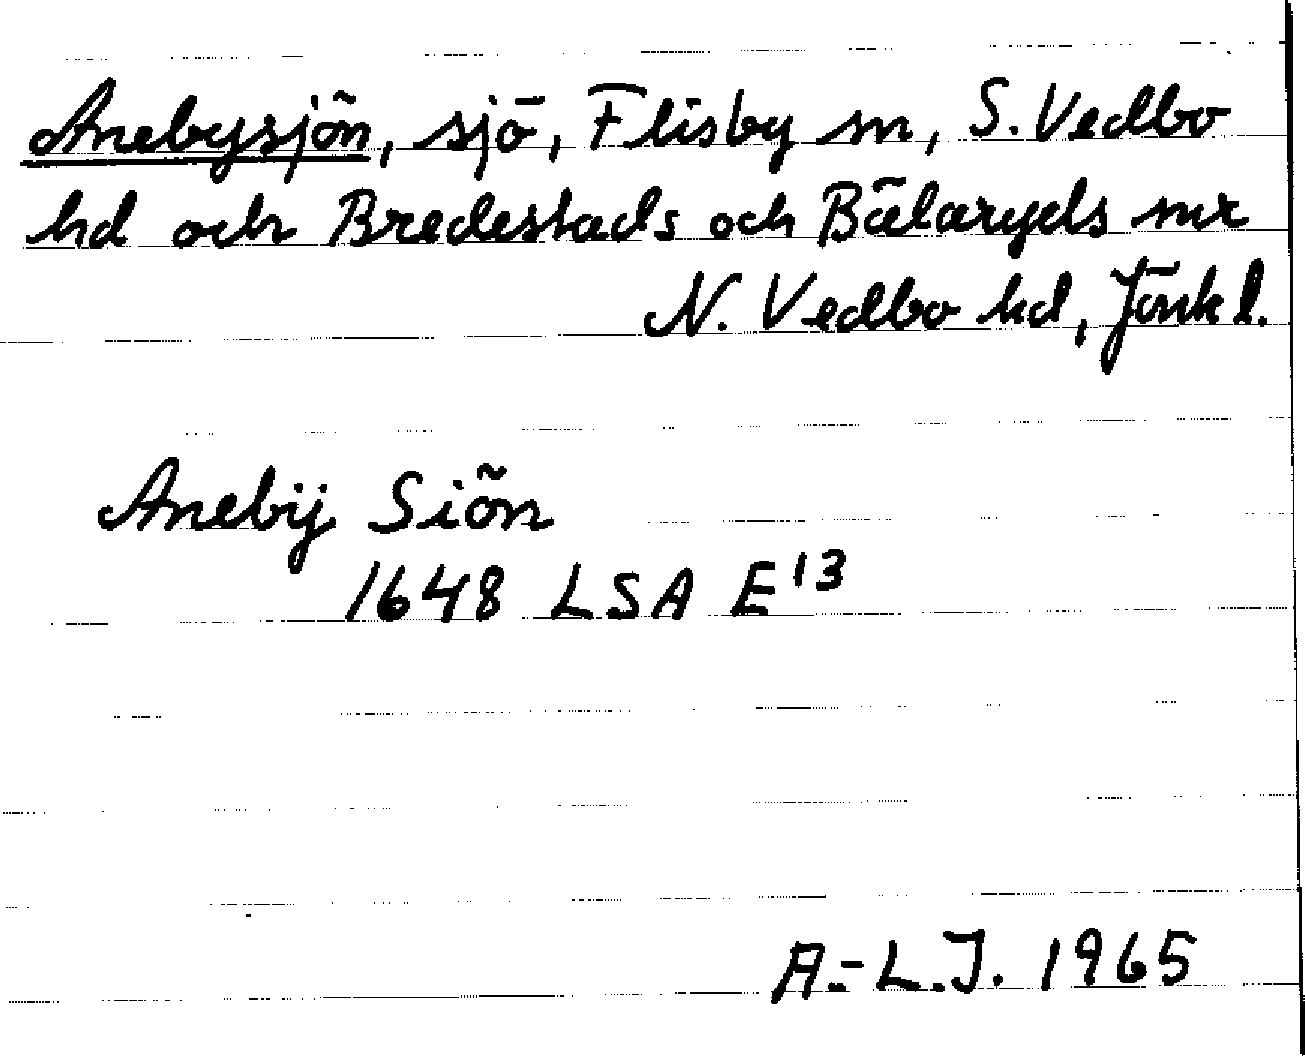 Anebysjön, sjö, Flisby sn, S. Vedbo
hd och Bredestads och Bälaryds snr
N. Vedbo hd, Jönk l.
Anebij Siön
1648 LSA E¹³
A.-L.J. 1965